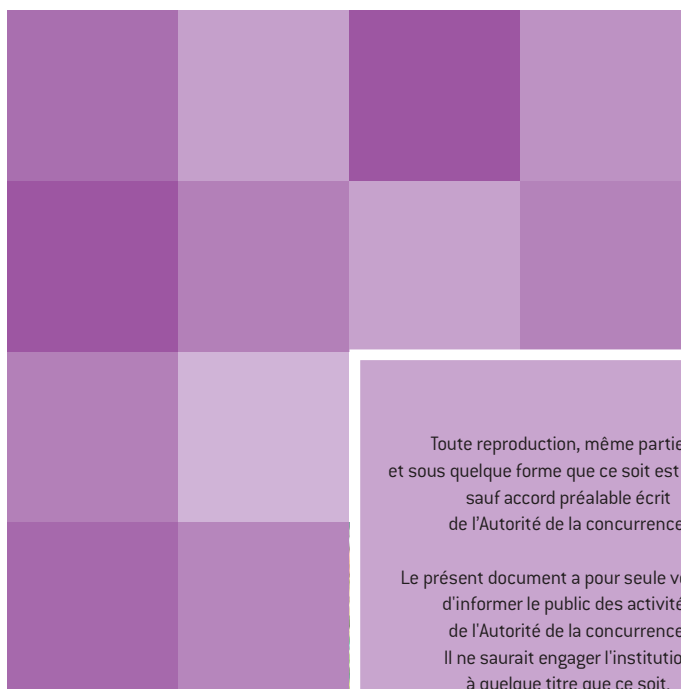 Toute reproduction, même partie
et sous quelque forme que ce soit est
sauf accord préalable écrit
de l’Autorité de la concurrence
Le présent document a pour seule v
d'informer le public des activité
de l'Autorité de la concurrence
Il ne saurait engager l'institutio
à quelque titre que ce soit.